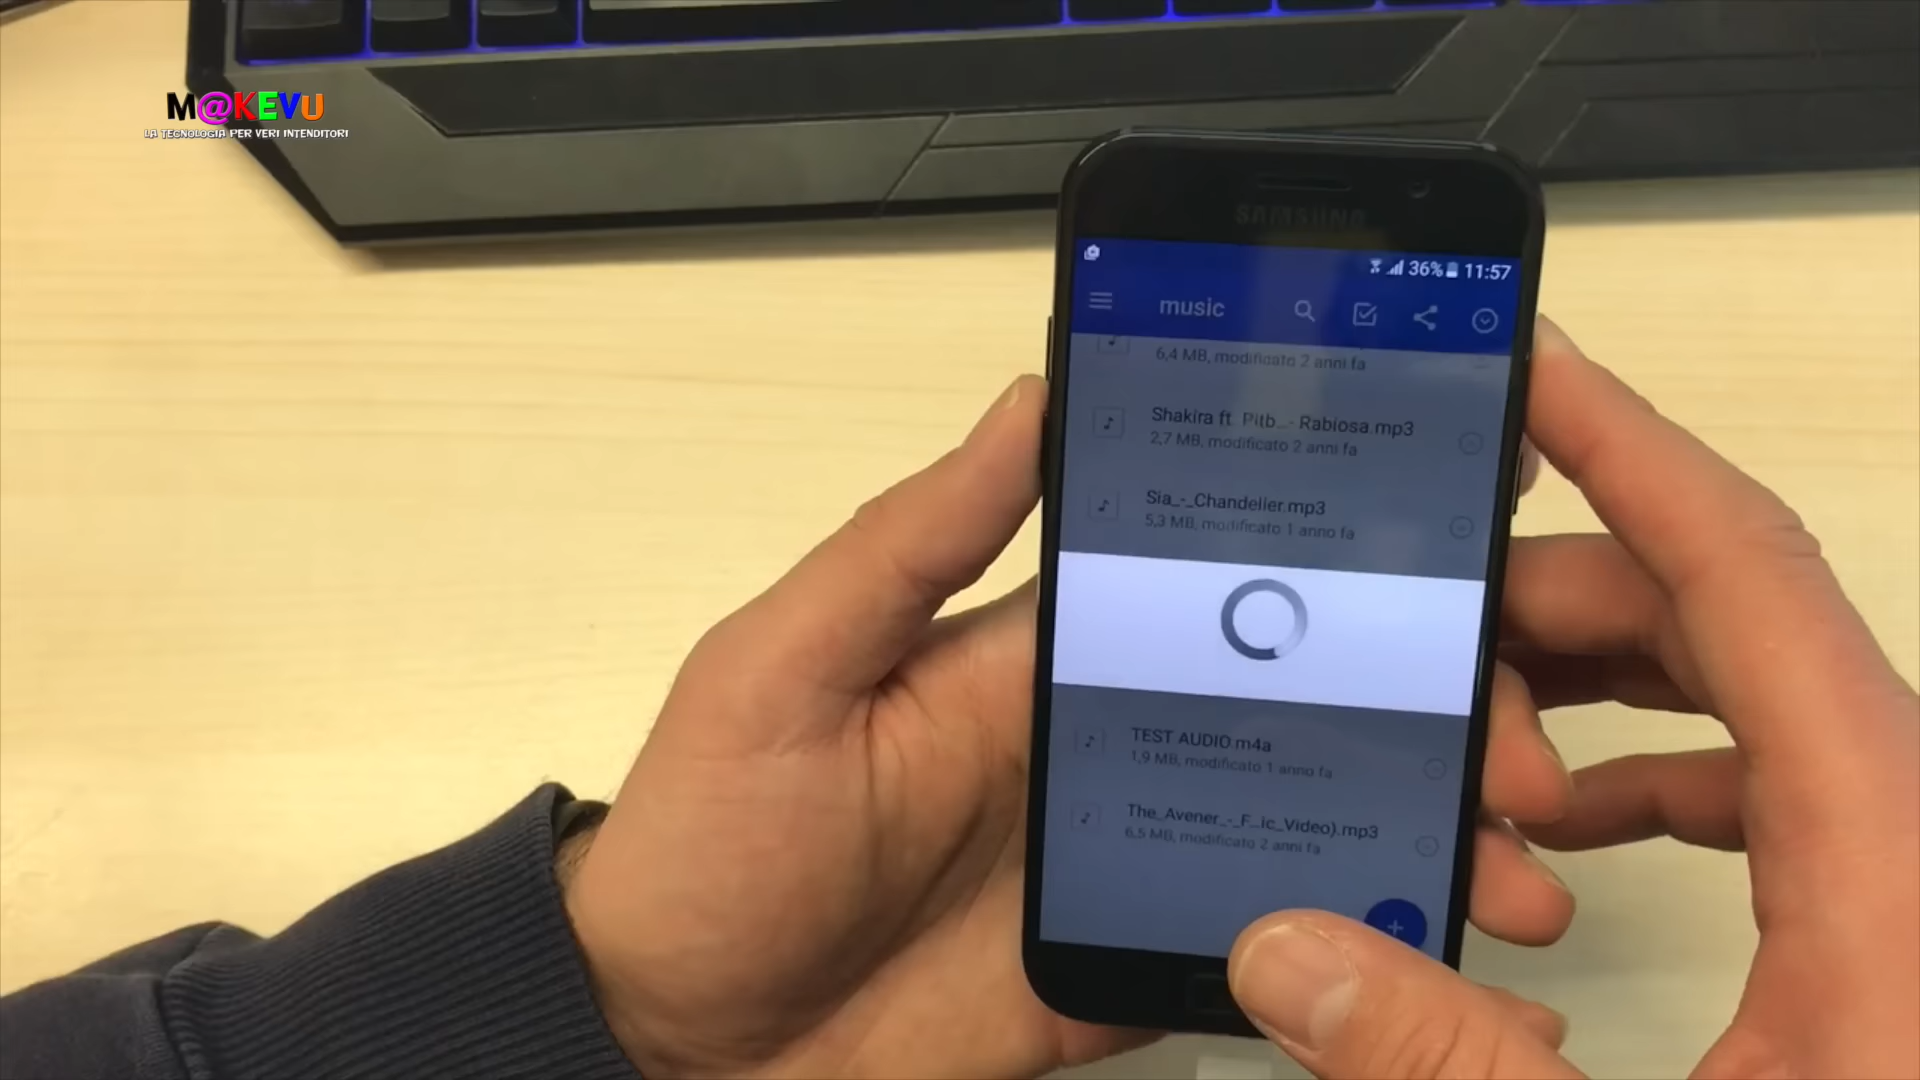 M@KEVU
LA TECNOLOGIA PER VERI INTENDITORI
SAMSUNG
36% 11:57
music
6,4 MB, modificato 2 anni fa
Shakira ft. Pitb_- Rabiosa.mp3
2,7 MB, modificato 2 anni fa
Sia_-_Chandelier.mp3
5,3 MB, modificato 1 anno fa
TEST AUDIO.m4a
1,9 MB, modificato 1 anno fa
The_Avener_-_F...ic_Video).mp3
6,5 MB, modificato 2 anni fa